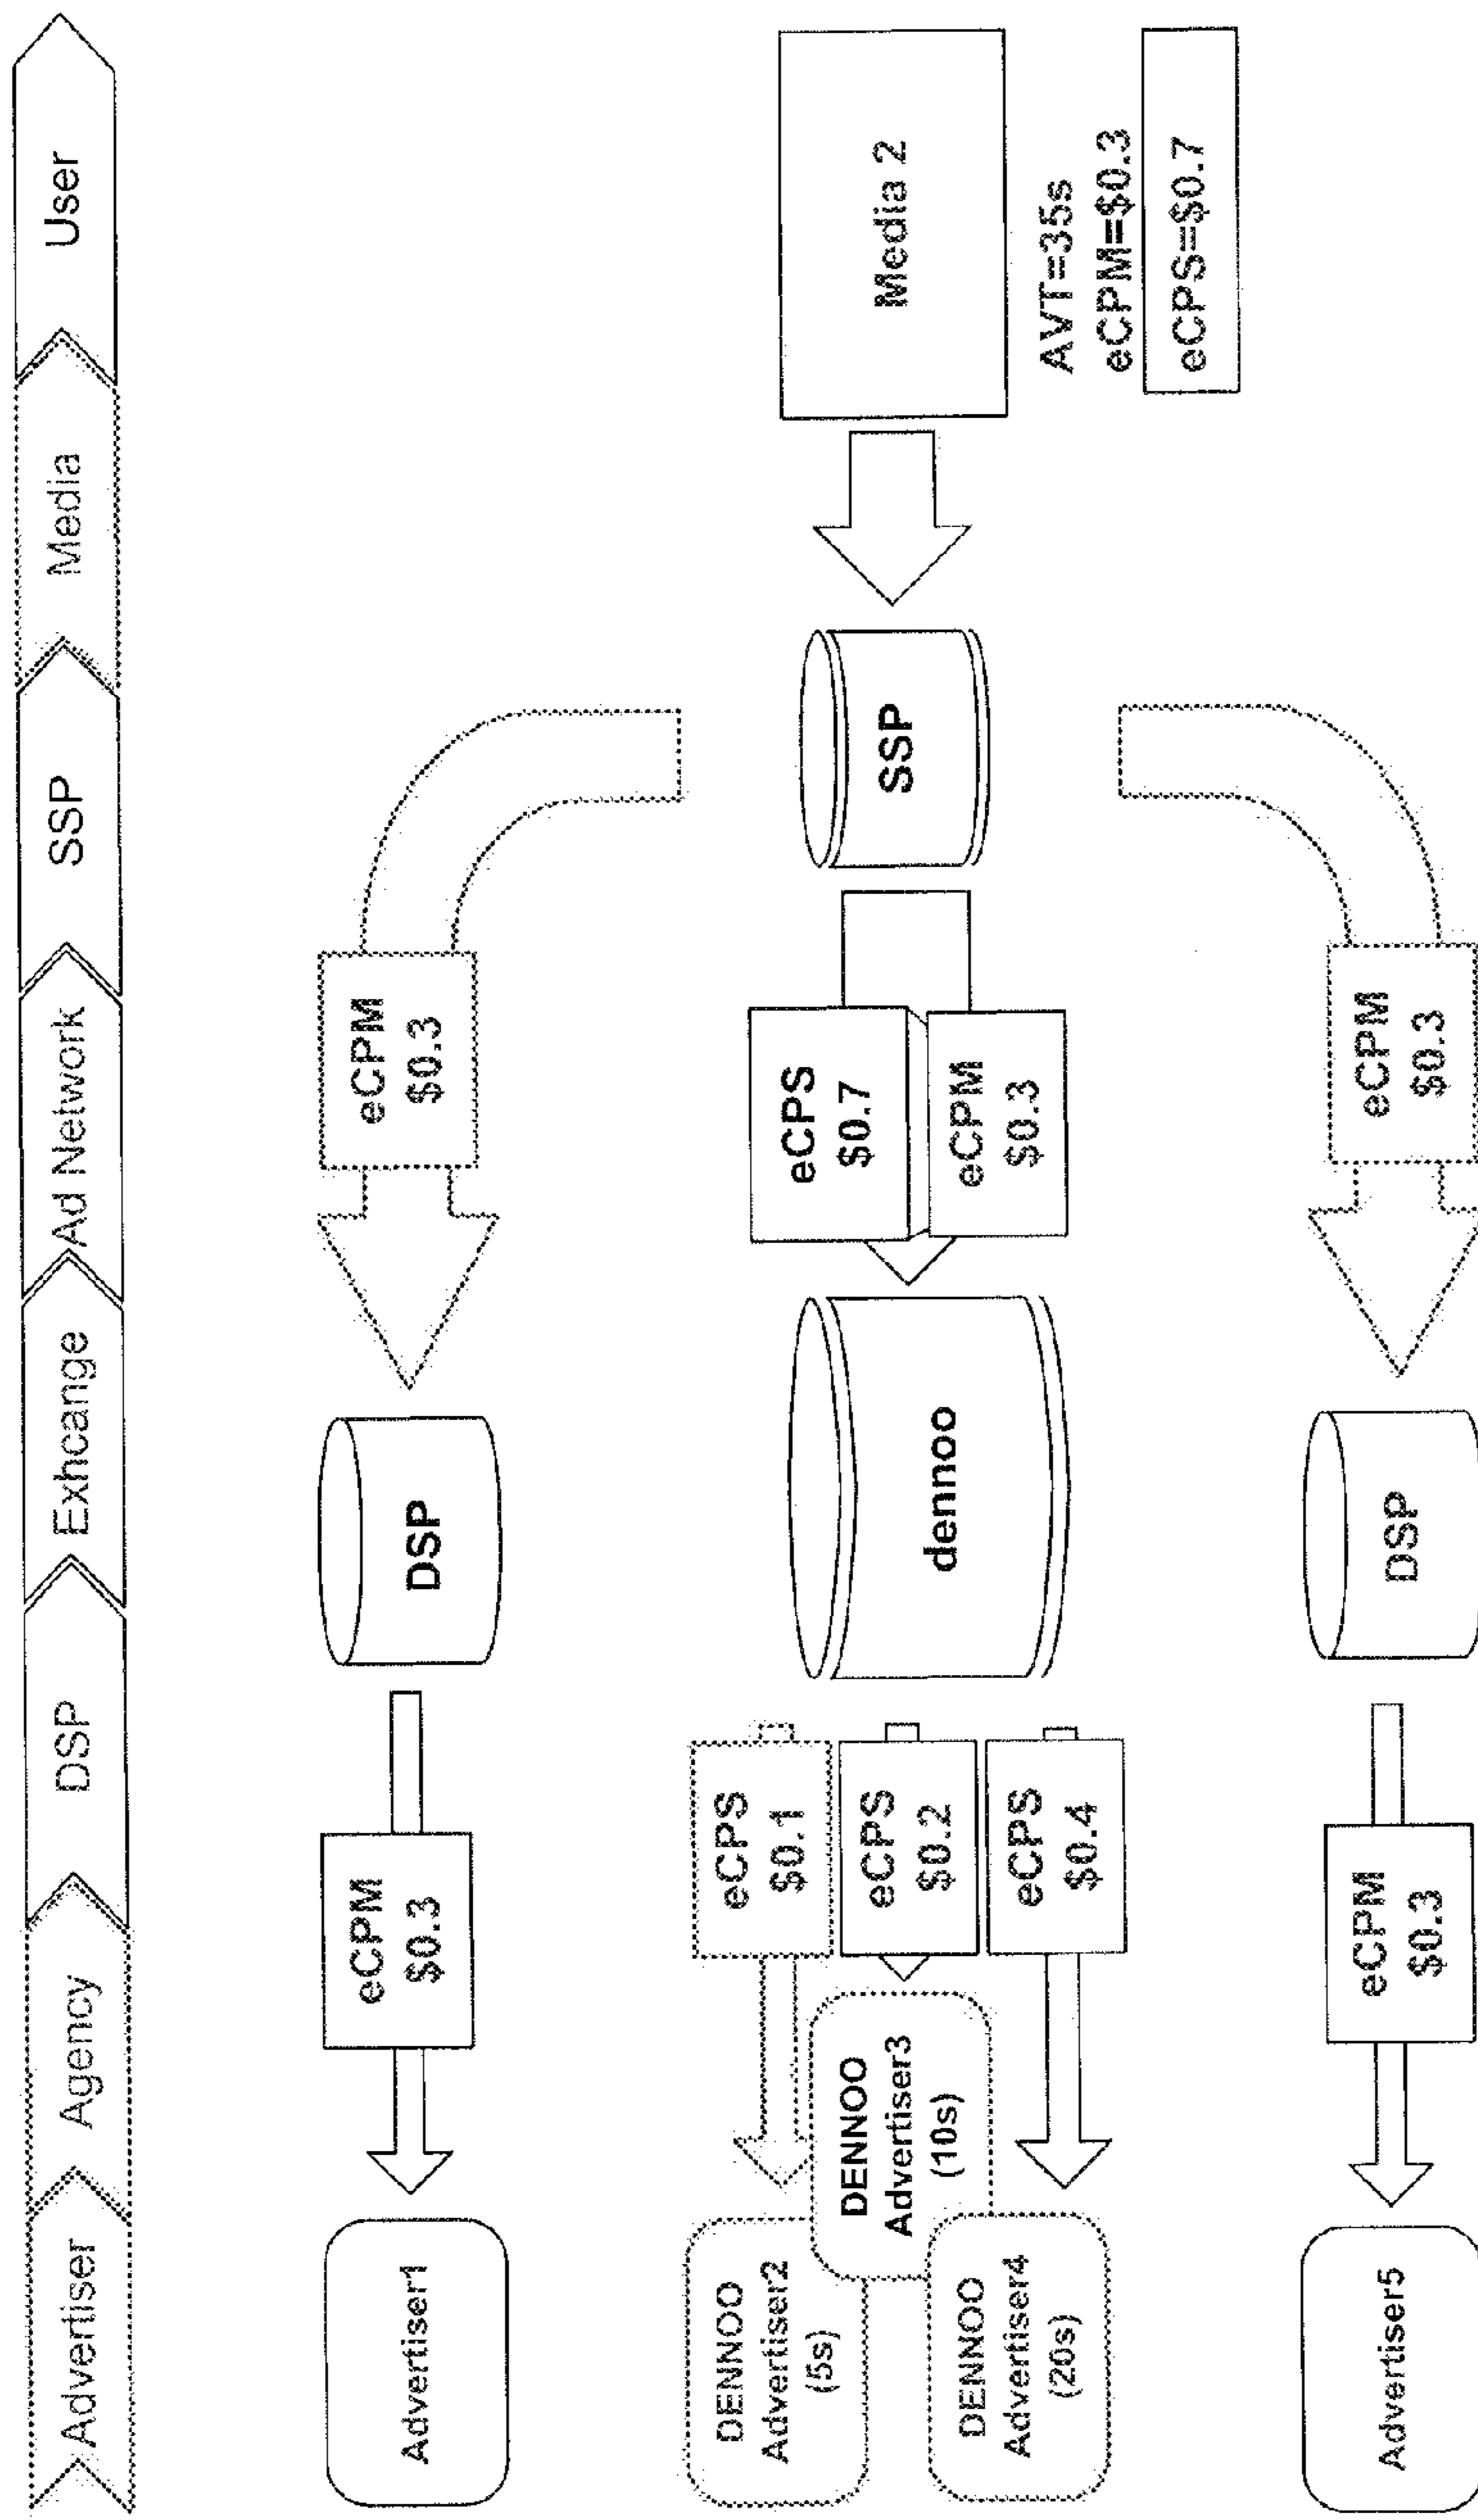 Advertiser
Agency
DSP
Exhcange
Ad Network
SSP
Media
User
Advertiser1
eCPM
$0.3
DSP
eCPM
$0.3
DENNOO
Advertiser2
(5s)
DENNOO
Advertiser3
(10s)
DENNOO
Advertiser4
(20s)
eCPS
$0.1
eCPS
$0.2
eCPS
$0.4
dennoo
eCPS
$0.7
eCPM
$0.3
SSP
Media 2
AVT=35s
eCPM=$0.3
eCPS=$0.7
Advertiser5
eCPM
$0.3
DSP
eCPM
$0.3